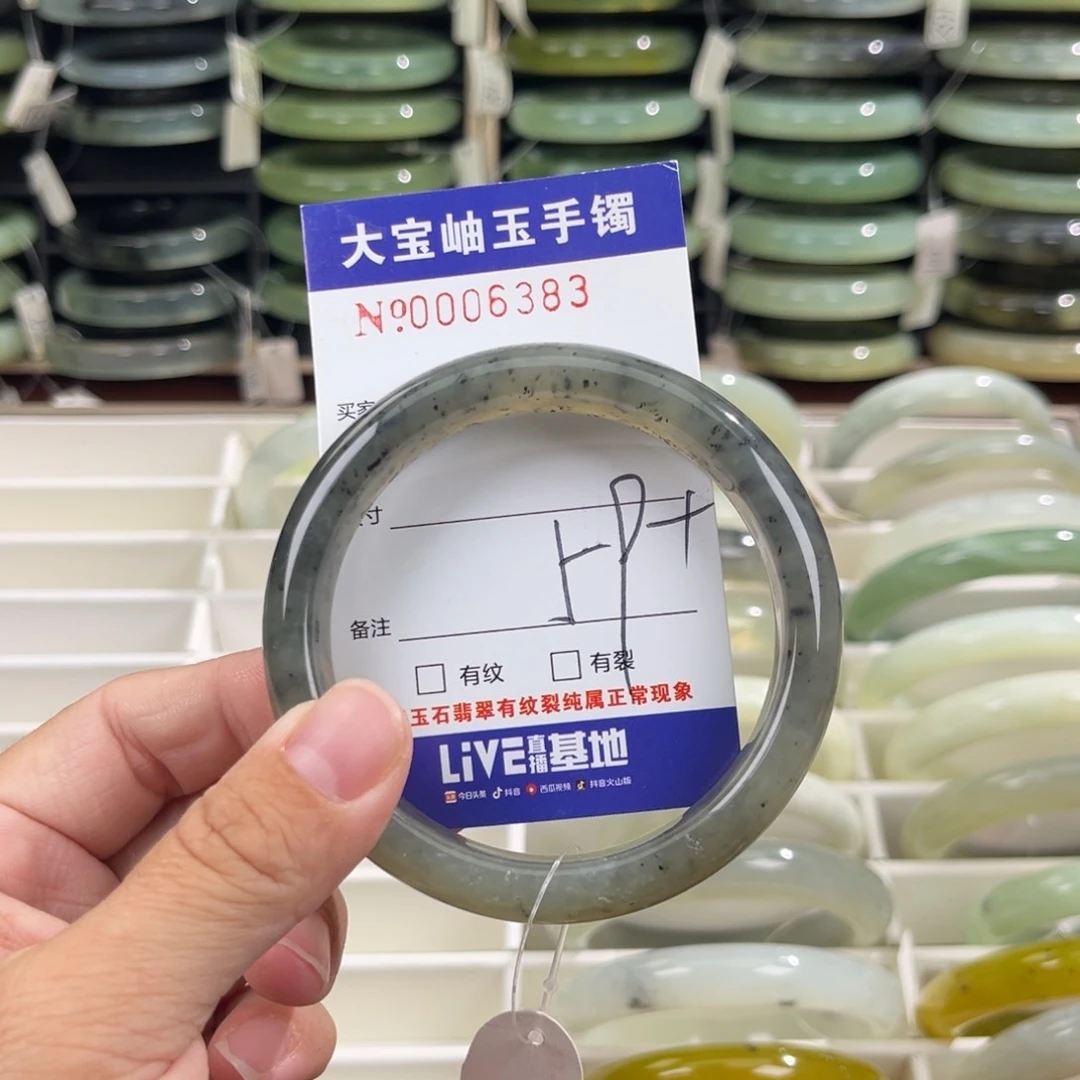 大宝岫玉手镯
Nº0006383
买家
寸
备注
有纹 有裂
玉石翡翠有纹裂纯属正常现象
LiVE直播基地
今日头条 抖音 西瓜视频 抖音火山版